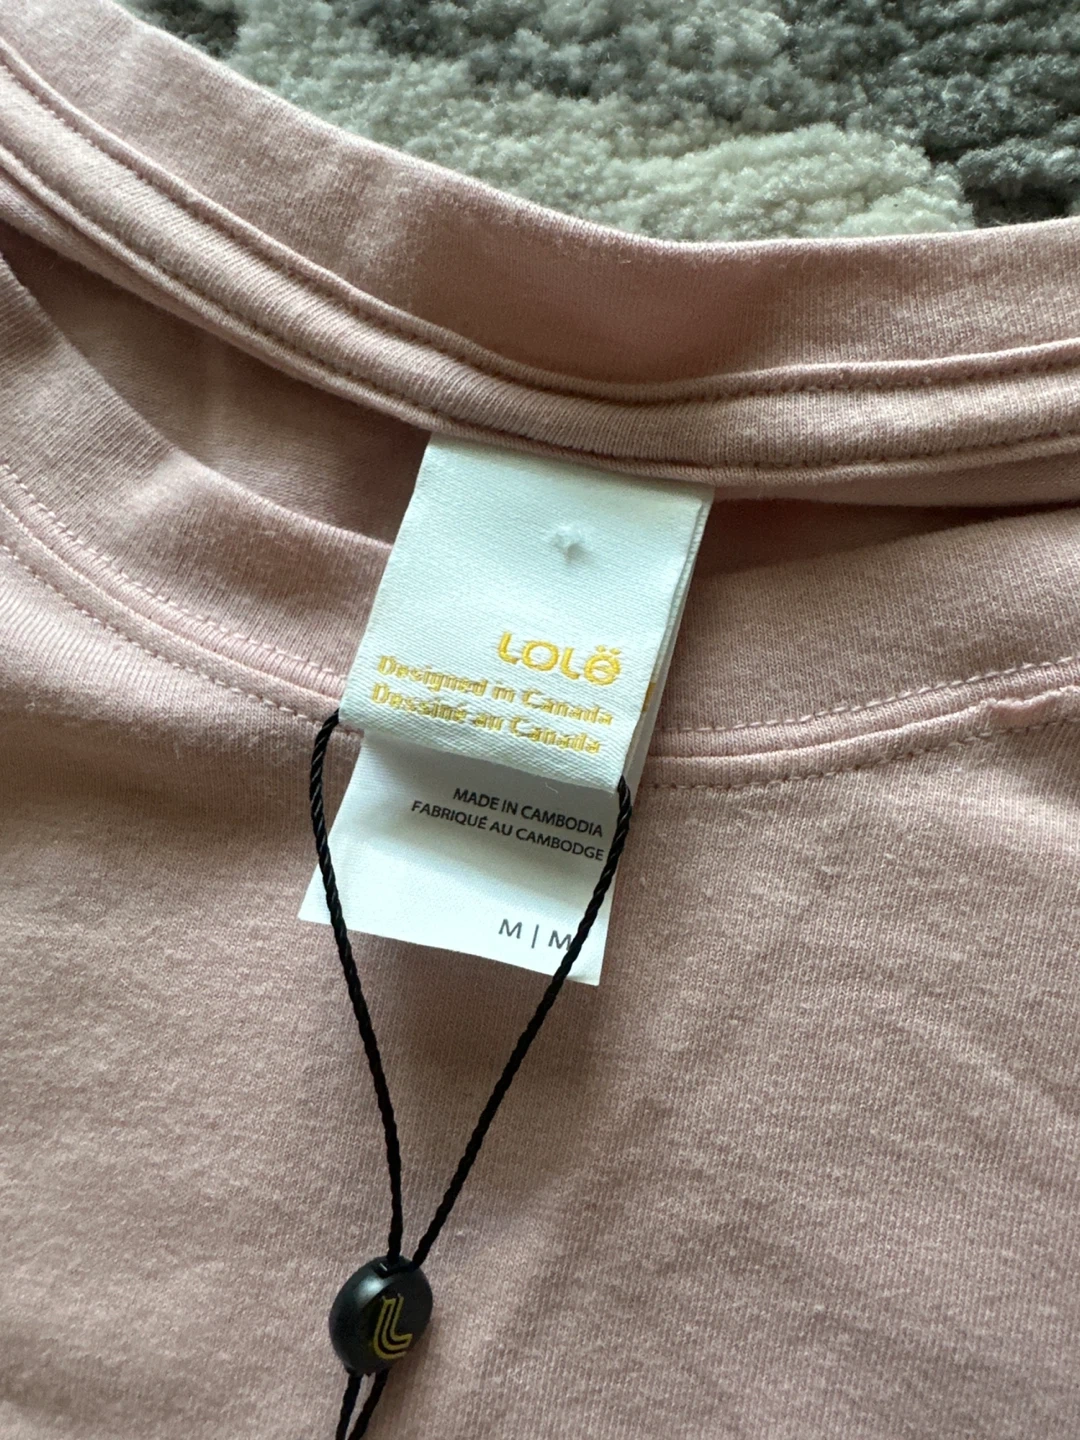 LOLë
Designed in Canada
Dessiné au Canada
MADE IN CAMBODIA
FABRIQUÉ AU CAMBODGE
M | M
L